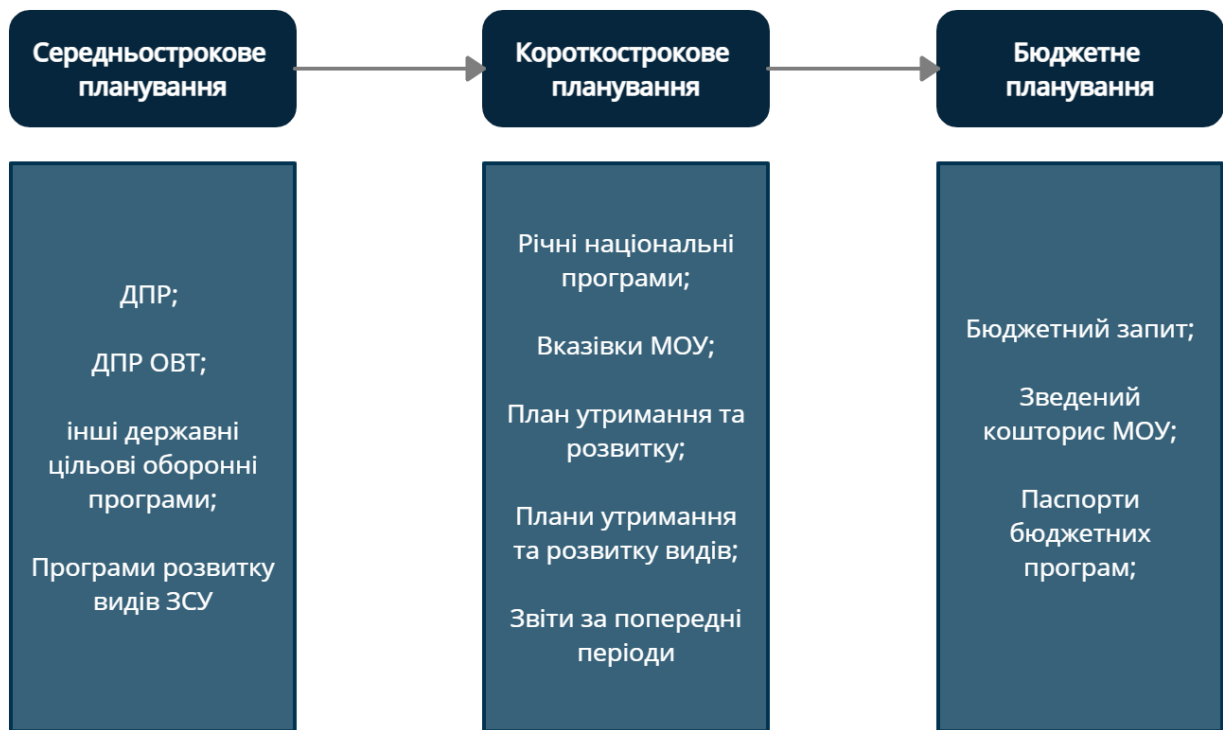 Середньострокове
планування
Короткострокове
планування
Бюджетне
планування
ДПР;
ДПР ОВТ;
інші державні
цільові оборонні
програми;
Програми розвитку
видів ЗСУ
Річні національні
програми;
Вказівки МОУ;
План утримання та
розвитку;
Плани утримання
та розвитку видів;
Звіти за попередні
періоди
Бюджетний запит;
Зведений
кошторис МОУ;
Паспорти
бюджетних
програм;